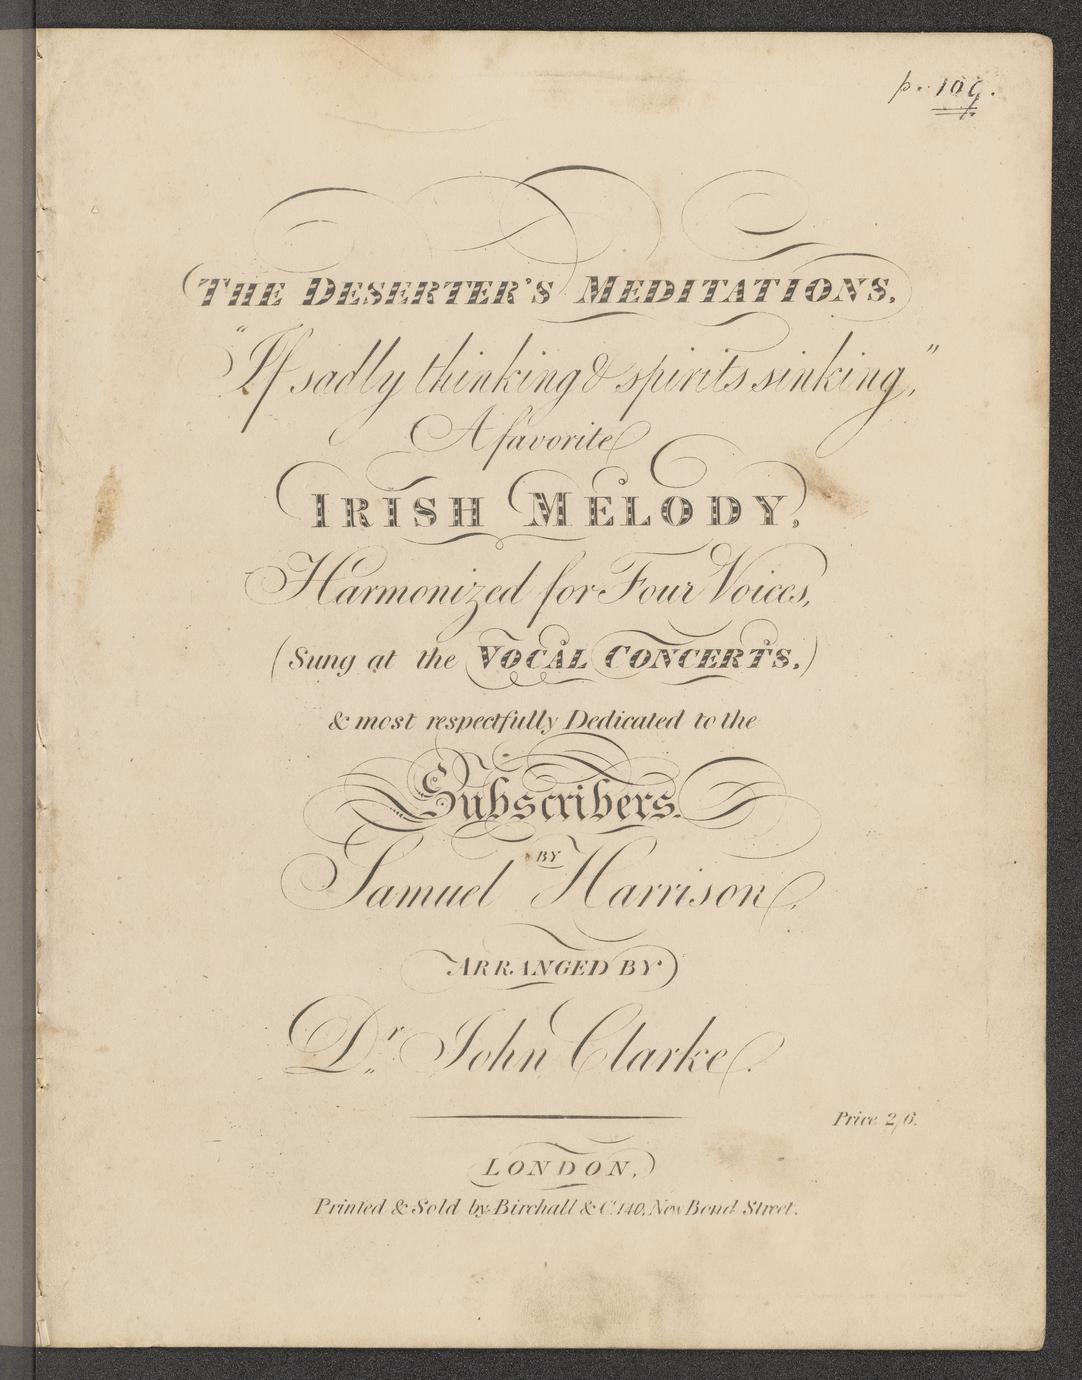 p. 109.
THE DESERTER'S MEDITATIONS,
"If sadly thinking & spirits sinking,"
A favorite
IRISH MELODY,
Harmonized for Four Voices,
(Sung at the VOCAL CONCERTS,)
& most respectfully Dedicated to the
Subscribers.
BY
Samuel Harrison.
ARRANGED BY
Dr. John Clarke.
Price 2/6.
LONDON,
Printed & Sold by Birchall & C. 140, New Bond Street.